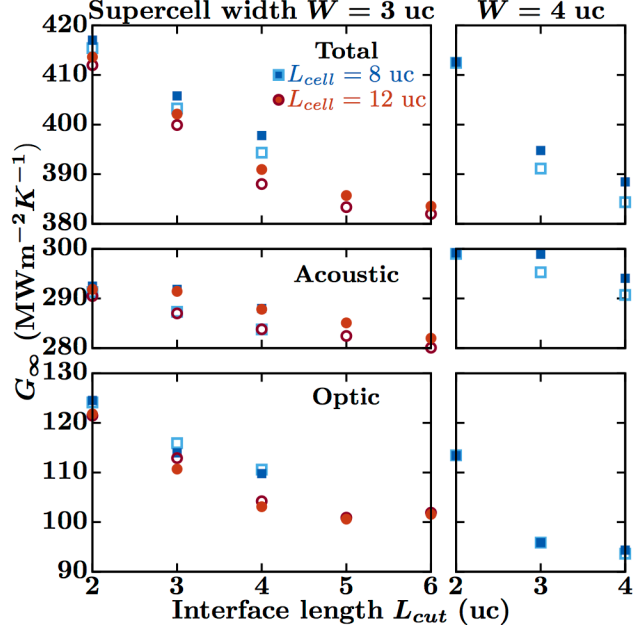 Supercell width W = 3 uc
W = 4 uc
420
410
400
390
380
Total
L_cell = 8 uc
L_cell = 12 uc
300
290
280
Acoustic
130
120
110
100
90
Optic
G∞ (MWm⁻²K⁻¹)
2 3 4 5 6
2 3 4
Interface length L_cut (uc)